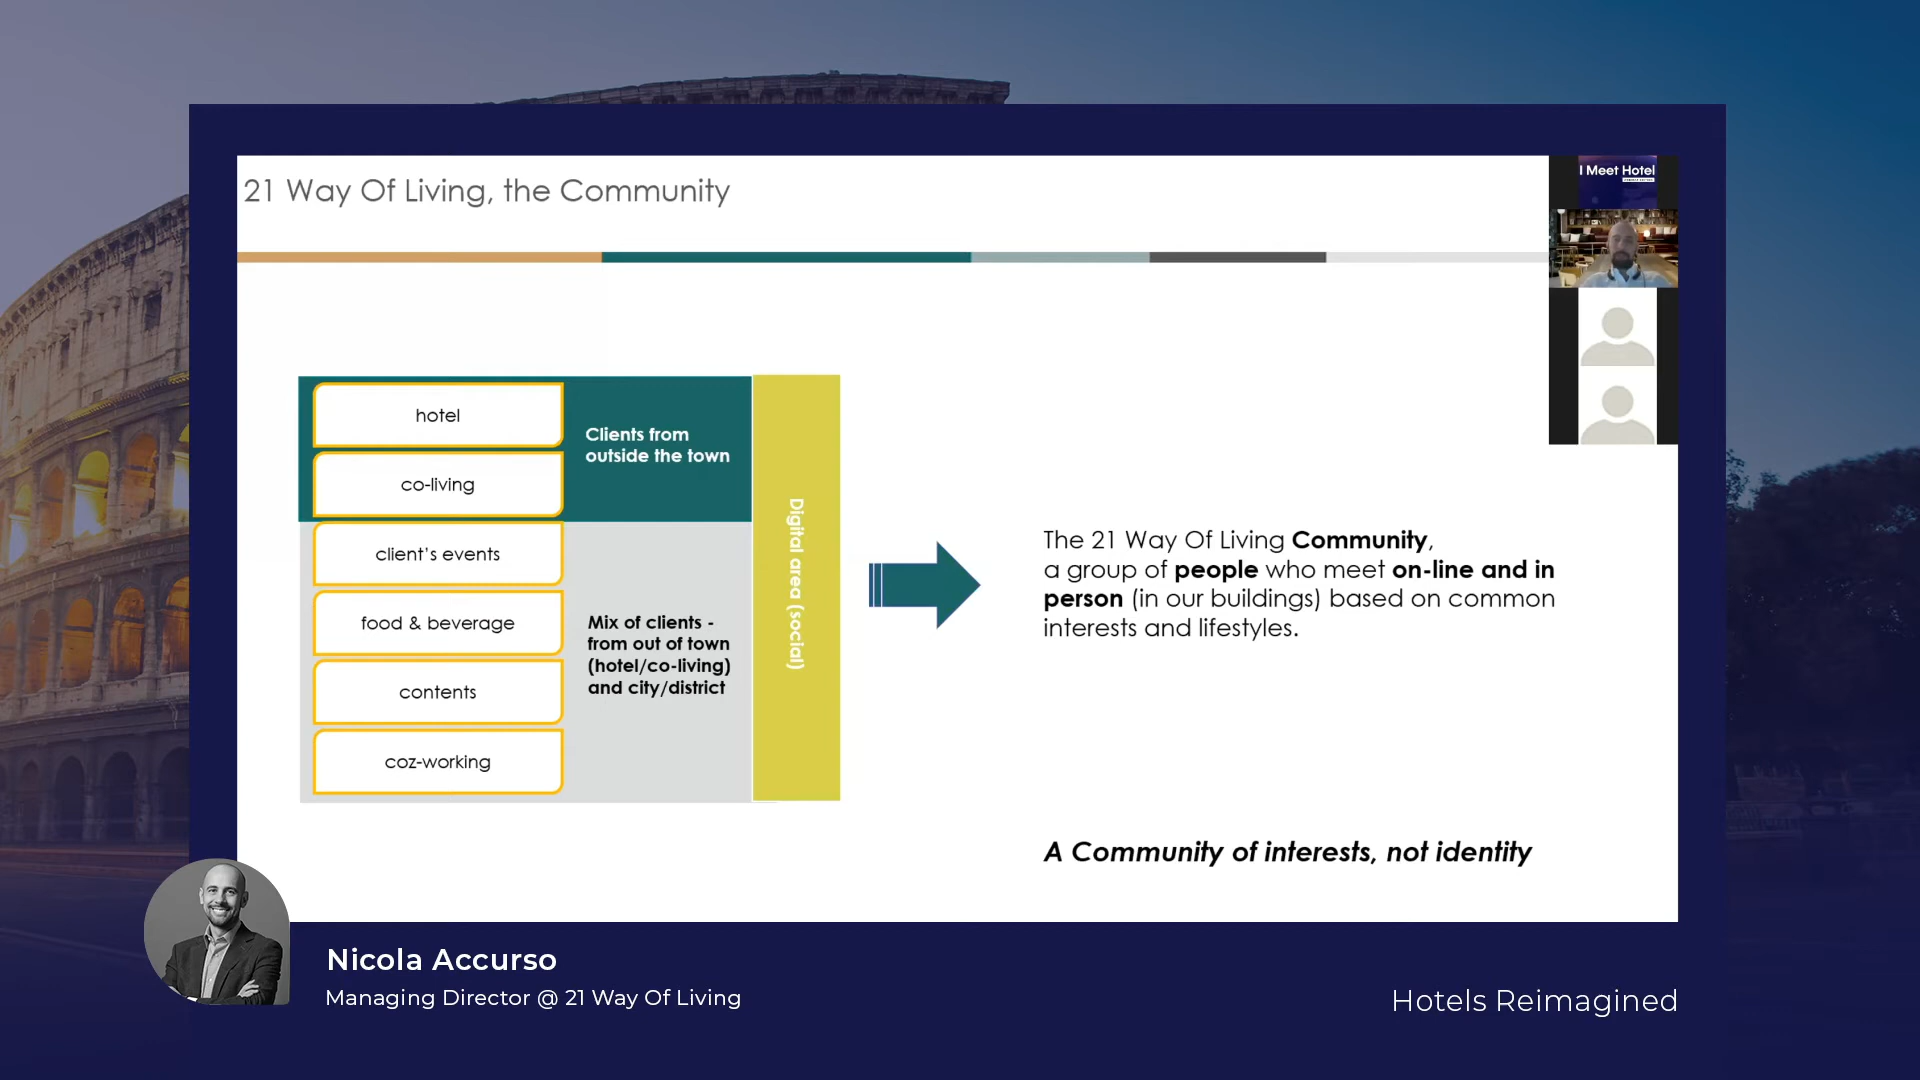 21 Way Of Living, the Community
I Meet Hotel
hotel
co-living
Clients from
outside the town
client's events
food & beverage
contents
coz-working
Mix of clients -
from out of town
(hotel/co-living)
and city/district
Digital area (social)
The 21 Way Of Living Community,
a group of people who meet on-line and in
person (in our buildings) based on common
interests and lifestyles.
A Community of interests, not identity
Nicola Accurso
Managing Director @ 21 Way Of Living
Hotels Reimagined